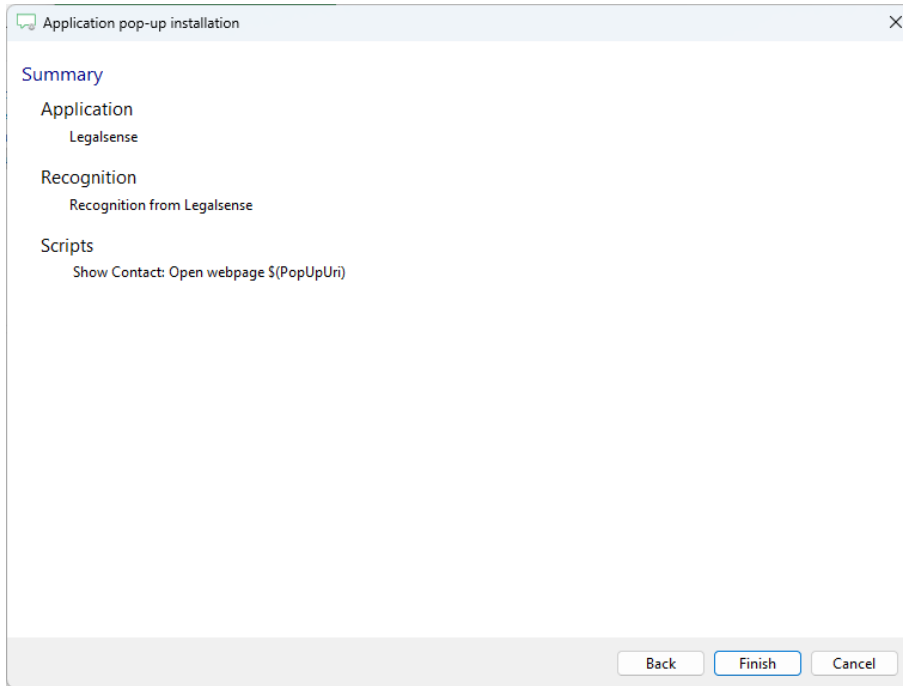 Application pop-up installation
Summary
Application
Legalsense
Recognition
Recognition from Legalsense
Scripts
Show Contact: Open webpage $(PopUpUri)
Back Finish Cancel